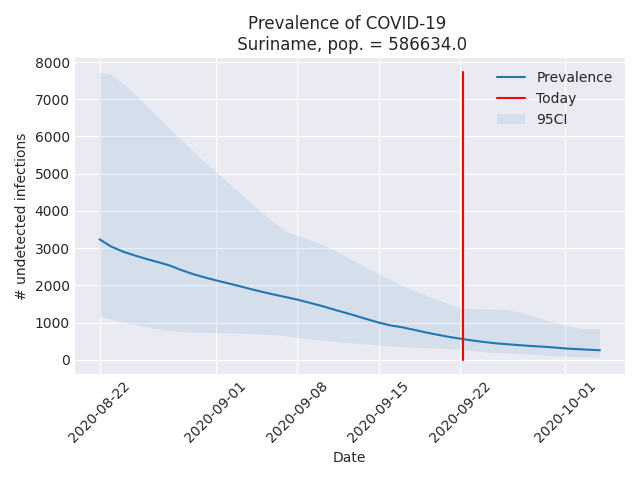 Prevalence of COVID-19
Suriname, pop. = 586634.0
Prevalence
Today
95CI
8000
7000
6000
5000
4000
3000
2000
1000
0
# undetected infections
2020-08-22
2020-09-01
2020-09-08
2020-09-15
2020-09-22
2020-10-01
Date